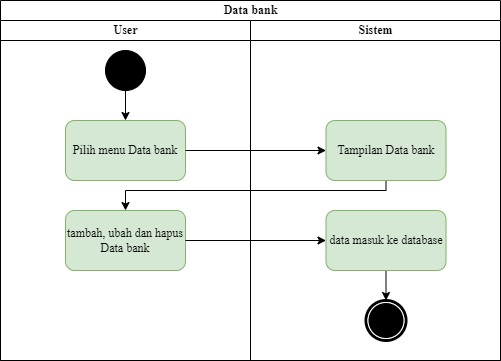 Data bank
User
Sistem
Pilih menu Data bank
Tampilan Data bank
tambah, ubah dan hapus
Data bank
data masuk ke database